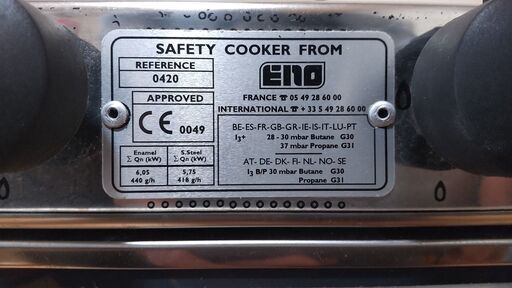 SAFETY COOKER FROM
REFERENCE
0420
ENO
FRANCE ☎ 05 49 28 60 00
INTERNATIONAL ☎ + 33 5 49 28 60 00
APPROVED
CE 0049
Enamel
Σ Qn (kW)
S.Steel
Σ Qn (kW)
6,05
440 g/h
5,75
418 g/h
BE-ES-FR-GB-GR-IE-IS-IT-LU-PT
I3+ 28 - 30 mbar Butane G30
37 mbar Propane G31
AT- DE- DK- FI- NL- NO- SE
I3 B/P 30 mbar Butane G30
Propane G31